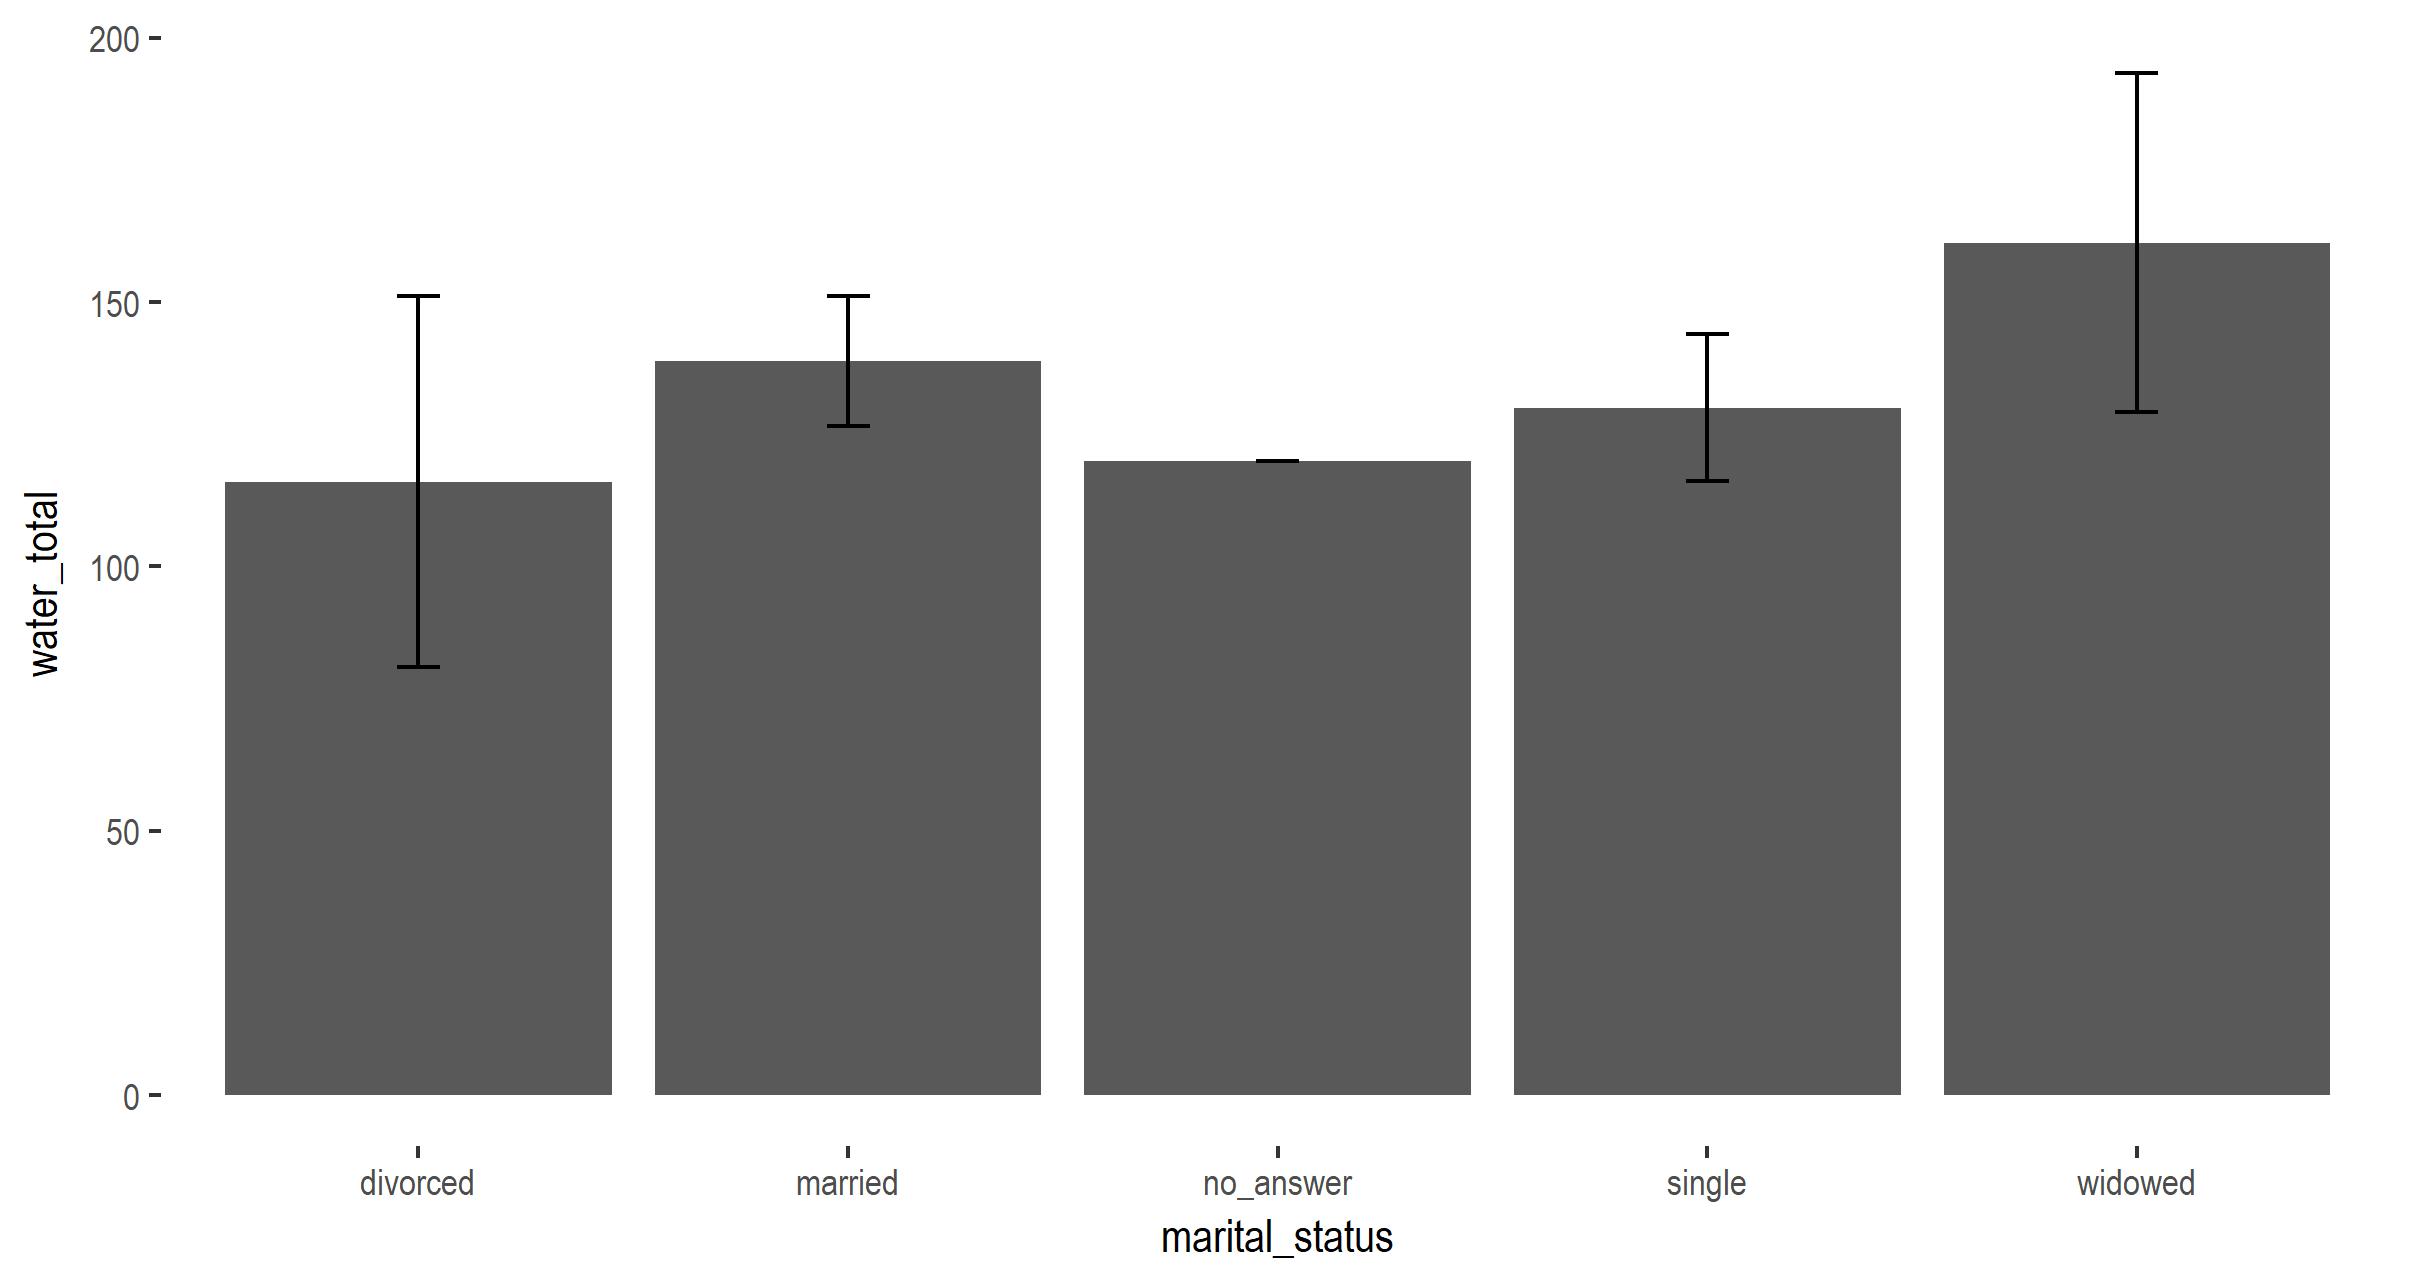 200
150
100
50
0
water_total
divorced
married
no_answer
single
widowed
marital_status